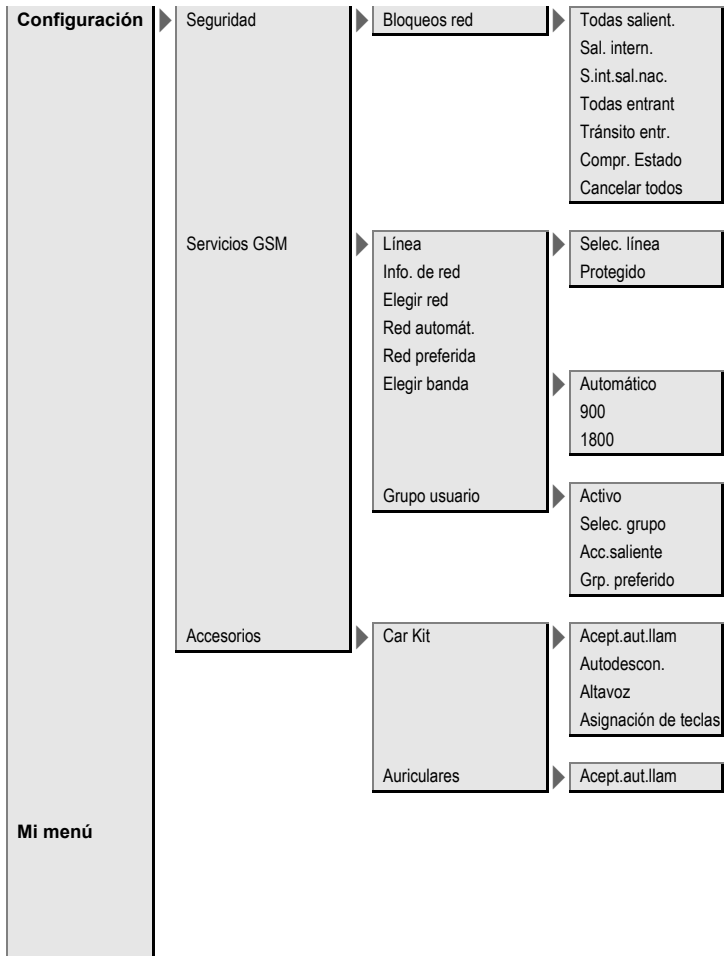 Configuración
Seguridad
Bloqueos red
Todas salient.
Sal. intern.
S.int.sal.nac.
Todas entrant
Tránsito entr.
Compr. Estado
Cancelar todos
Servicios GSM
Línea
Selec. línea
Protegido
Info. de red
Elegir red
Red automát.
Red preferida
Elegir banda
Automático
900
1800
Grupo usuario
Activo
Selec. grupo
Acc.saliente
Grp. preferido
Accesorios
Car Kit
Acept.aut.llam
Autodescon.
Altavoz
Asignación de teclas
Auriculares
Acept.aut.llam
Mi menú